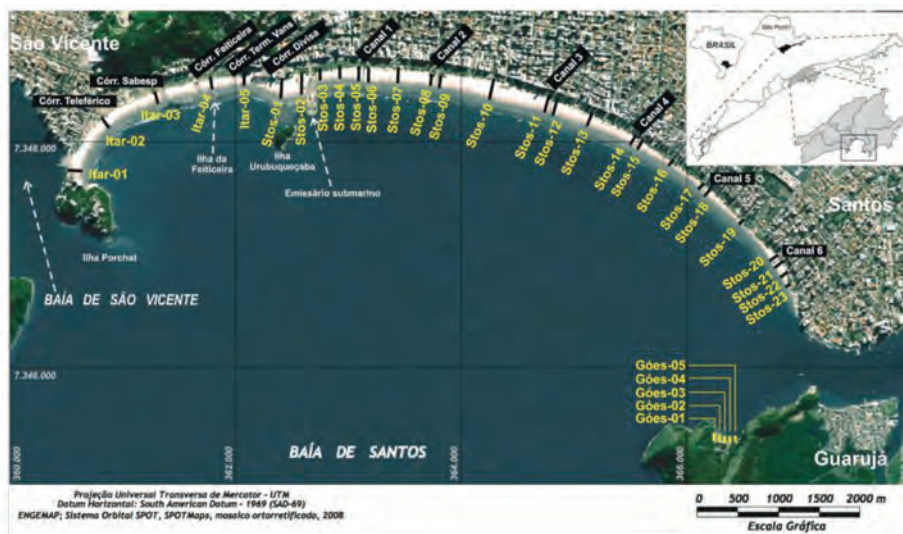 São Vicente
Córr. Teleférico
Córr. Sabesp
Córr. Feiticeira
Córr. Term. Vans
Córr. Divisa
Canal 1
Canal 2
Canal 3
Canal 4
Canal 5
Canal 6
BRASIL
São Paulo
Santos
Itar-01
Itar-02
Itar-03
Itar-04
Itar-05
Stos-01
Stos-02
Stos-03
Stos-04
Stos-05
Stos-06
Stos-07
Stos-08
Stos-09
Stos-10
Stos-11
Stos-12
Stos-13
Stos-14
Stos-15
Stos-16
Stos-17
Stos-18
Stos-19
Stos-20
Stos-21
Stos-22
Stos-23
7.348.000
Ilha da
Feiticeira
Ilha
Urubuqueçaba
Emissário submarino
Ilha Porchat
BAÍA DE SÃO VICENTE
7.346.000
Góes-05
Góes-04
Góes-03
Góes-02
Góes-01
BAÍA DE SANTOS
Guarujá
360.000
362.000
364.000
366.000
Projeção Universal Transversa de Mercator - UTM
Datum Horizontal: South American Datum - 1969 (SAD-69)
ENGEMAP; Sistema Orbital SPOT, SPOTMaps, mosaico ortorretificado, 2008
0 500 1000 1500 2000 m
Escala Gráfica